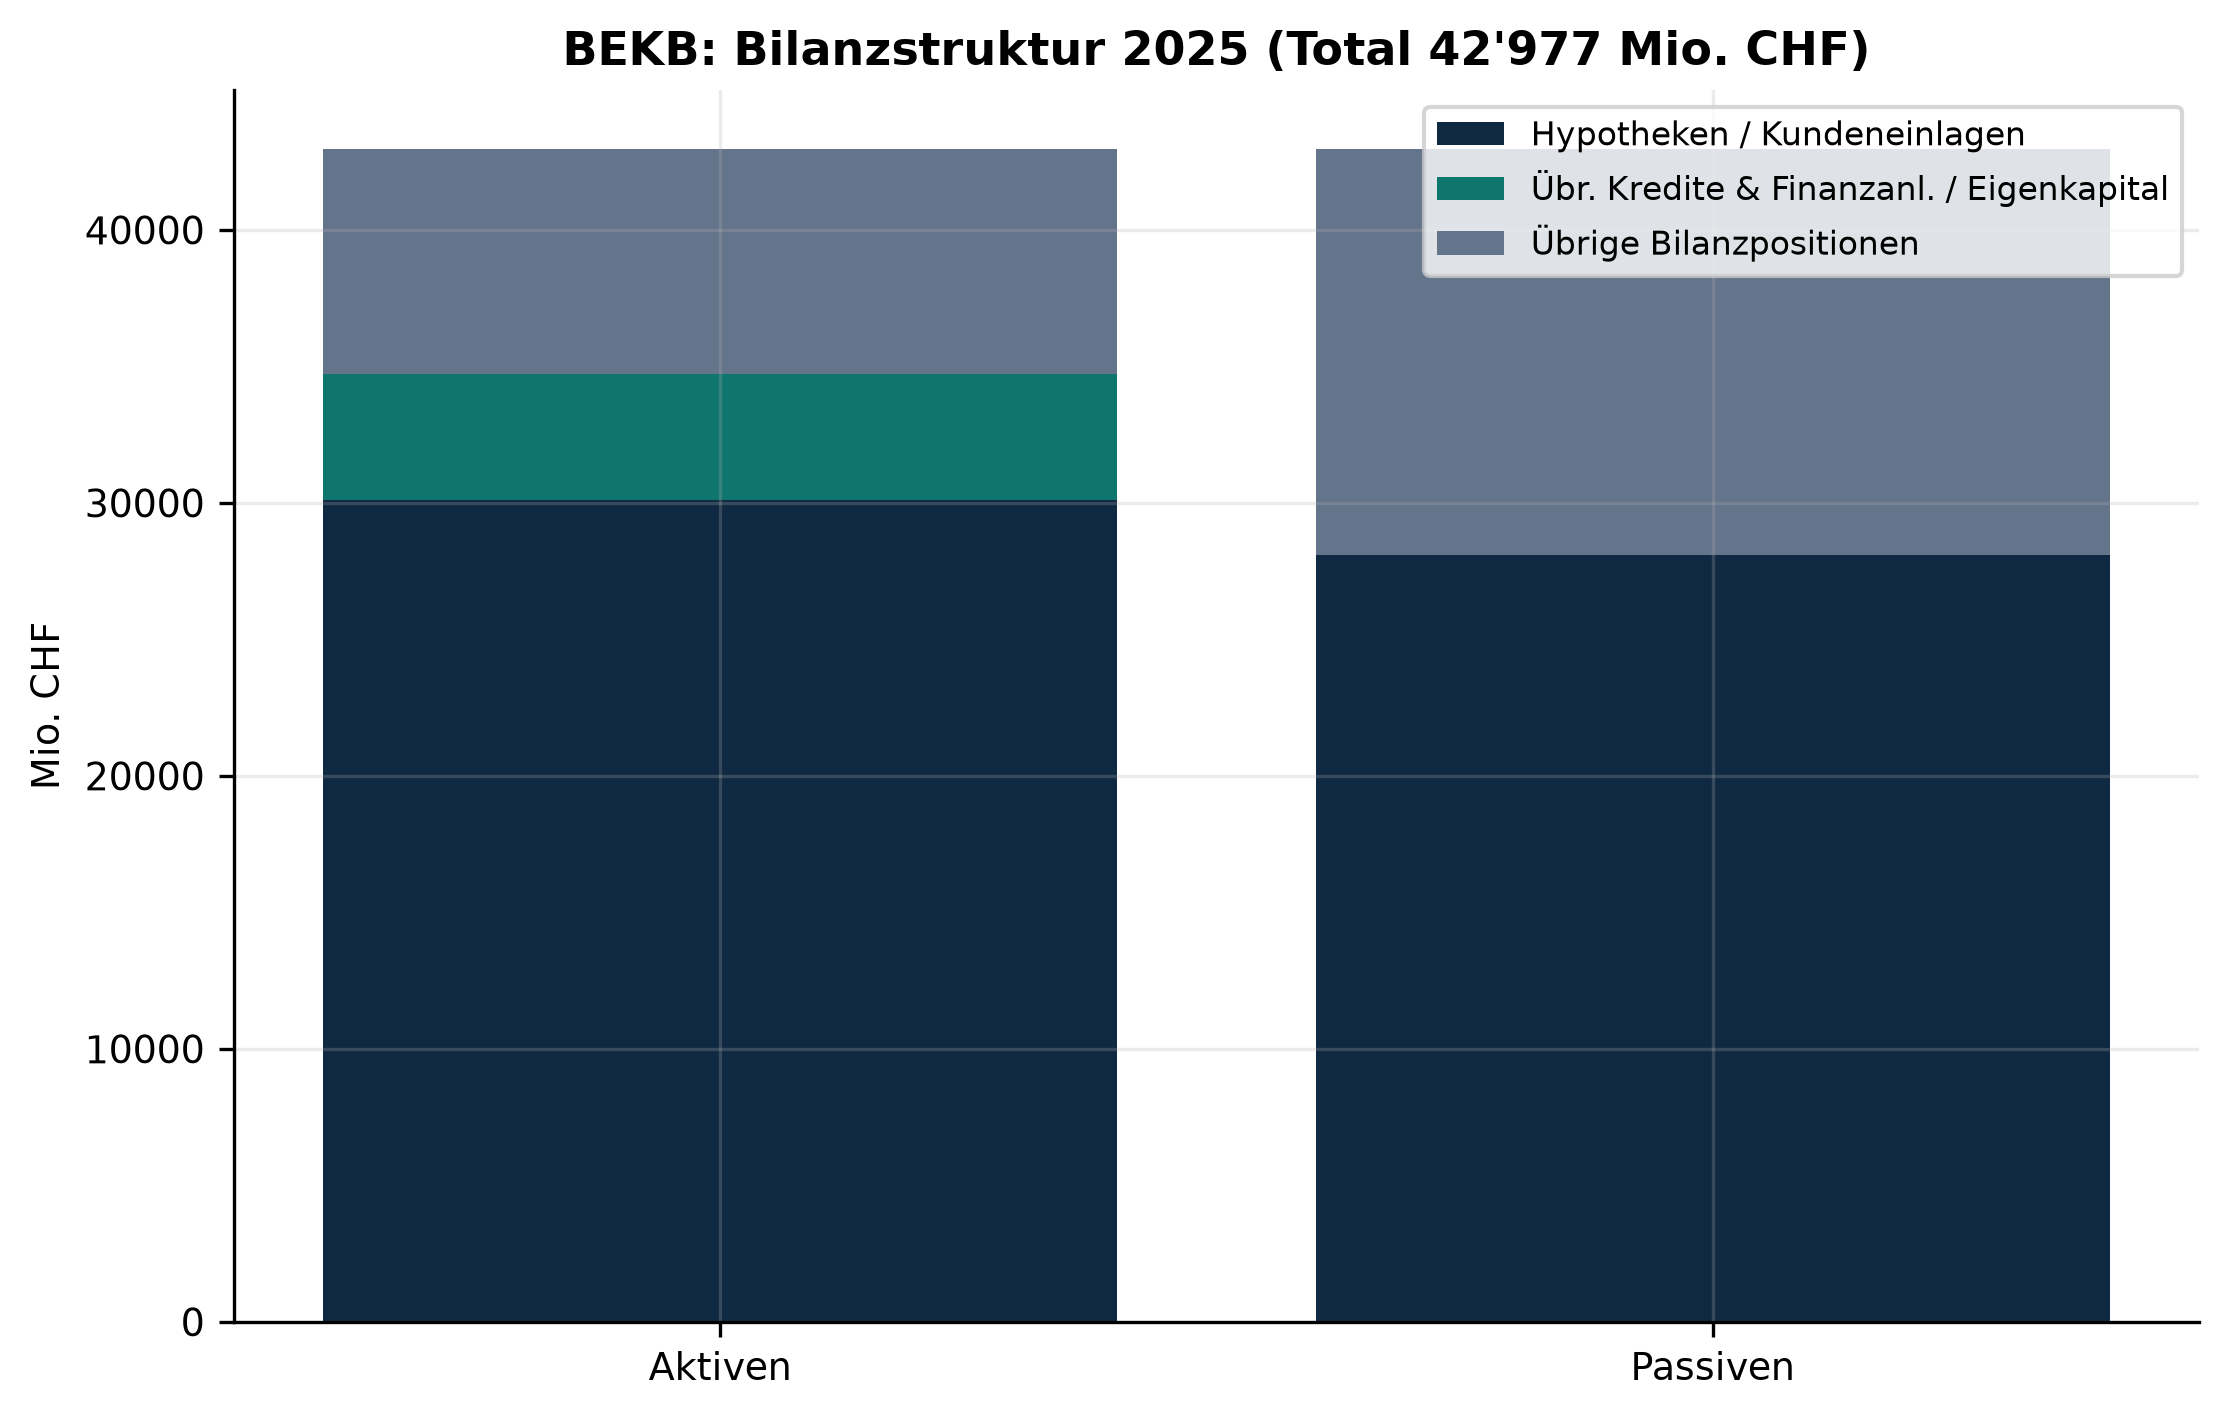 BEKB: Bilanzstruktur 2025 (Total 42'977 Mio. CHF)
Hypotheken / Kundeneinlagen
Übr. Kredite & Finanzanl. / Eigenkapital
Übrige Bilanzpositionen
Mio. CHF
40000
30000
20000
10000
0
Aktiven
Passiven